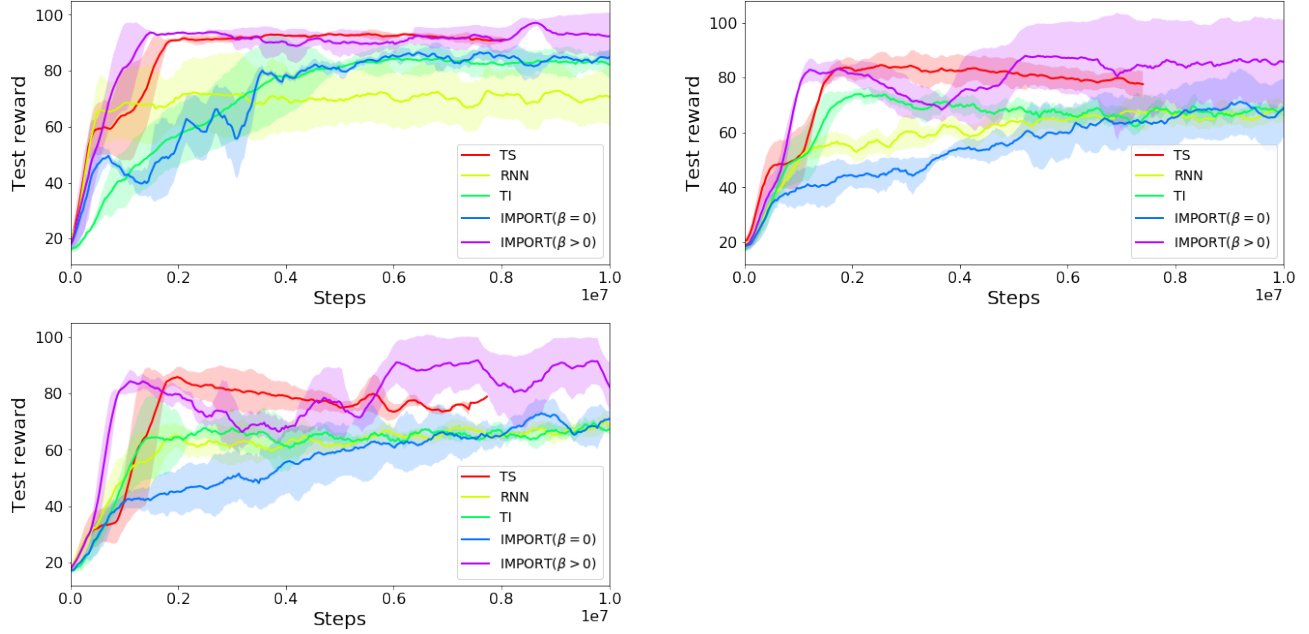 100
80
60
40
20
Test reward
TS
RNN
TI
IMPORT(β = 0)
IMPORT(β > 0)
0.0 0.2 0.4 0.6 0.8 1.0
Steps
1e7
100
80
60
40
20
Test reward
TS
RNN
TI
IMPORT(β = 0)
IMPORT(β > 0)
0.0 0.2 0.4 0.6 0.8 1.0
Steps
1e7
100
80
60
40
20
Test reward
TS
RNN
TI
IMPORT(β = 0)
IMPORT(β > 0)
0.0 0.2 0.4 0.6 0.8 1.0
Steps
1e7